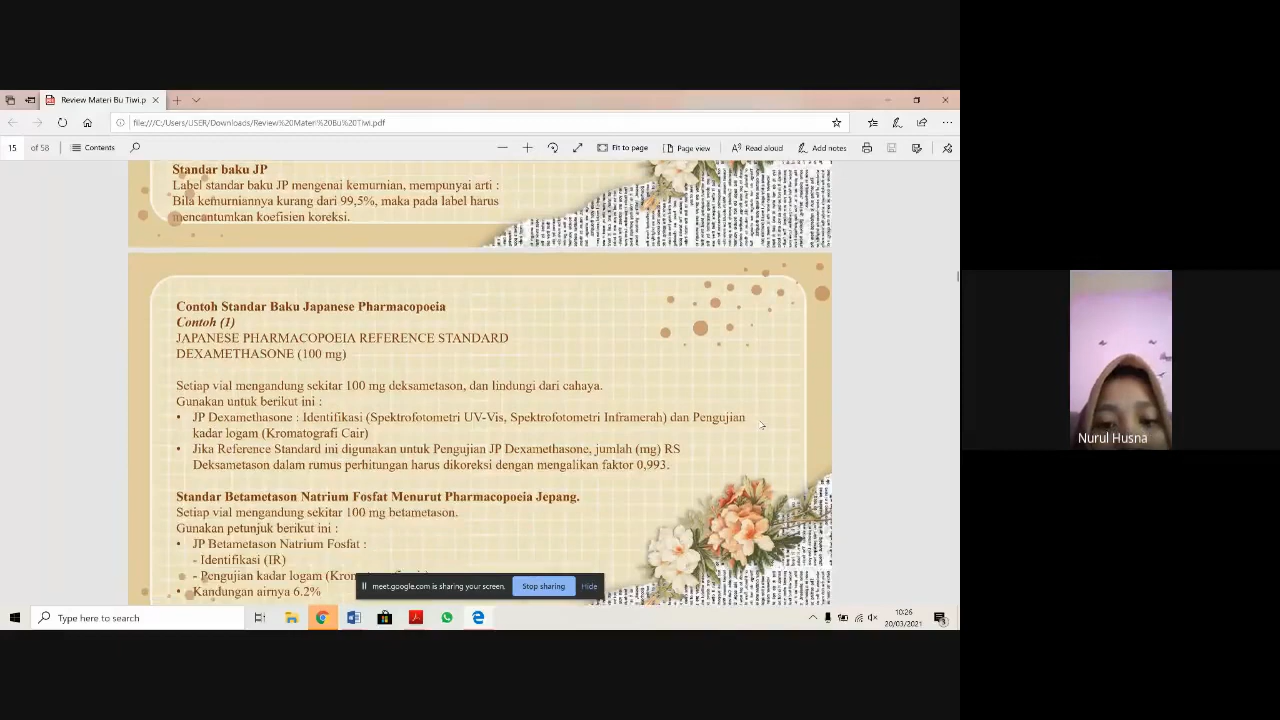 Review Materi Bu Tiwi.p
file:///C:/Users/USER/Downloads/Review%20Materi%20Bu%20Tiwi.pdf
15 of 58 Contents Fit to page Page view Read aloud Add notes
Standar baku JP
Label standar baku JP mengenai kemurnian, mempunyai arti :
Bila kemurniannya kurang dari 99,5%, maka pada label harus
mencantumkan koefisien koreksi.
Contoh Standar Baku Japanese Pharmacopoeia
Contoh (1)
JAPANESE PHARMACOPOEIA REFERENCE STANDARD
DEXAMETHASONE (100 mg)
Setiap vial mengandung sekitar 100 mg deksametason, dan lindungi dari cahaya.
Gunakan untuk berikut ini :
• JP Dexamethasone : Identifikasi (Spektrofotometri UV-Vis, Spektrofotometri Inframerah) dan Pengujian
kadar logam (Kromatografi Cair)
• Jika Reference Standard ini digunakan untuk Pengujian JP Dexamethasone, jumlah (mg) RS
Deksametason dalam rumus perhitungan harus dikoreksi dengan mengalikan faktor 0,993.
Standar Betametason Natrium Fosfat Menurut Pharmacopoeia Jepang.
Setiap vial mengandung sekitar 100 mg betametason.
Gunakan petunjuk berikut ini :
• JP Betametason Natrium Fosfat :
- Identifikasi (IR)
- Pengujian kadar logam
• Kandungan airnya 6.2%
meet.google.com is sharing your screen. Stop sharing Hide
Nurul Husna
Type here to search
10:26
20/03/2021